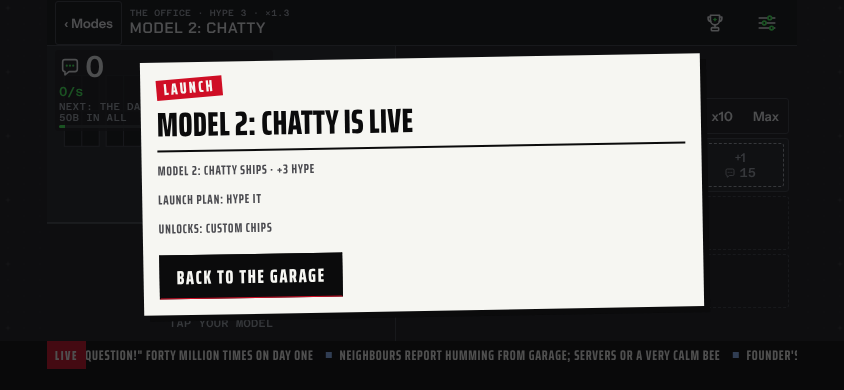 ‹ Modes
THE OFFICE · HYPE 3 · ×1.3
MODEL 2: CHATTY
0
0/s
NEXT: THE DA
50B IN ALL
x10 Max
+1
15
LAUNCH
MODEL 2: CHATTY IS LIVE
MODEL 2: CHATTY SHIPS · +3 HYPE
LAUNCH PLAN: HYPE IT
UNLOCKS: CUSTOM CHIPS
BACK TO THE GARAGE
TAP YOUR MODEL
LIVE QUESTION!" FORTY MILLION TIMES ON DAY ONE ■ NEIGHBOURS REPORT HUMMING FROM GARAGE; SERVERS OR A VERY CALM BEE ■ FOUNDER'S